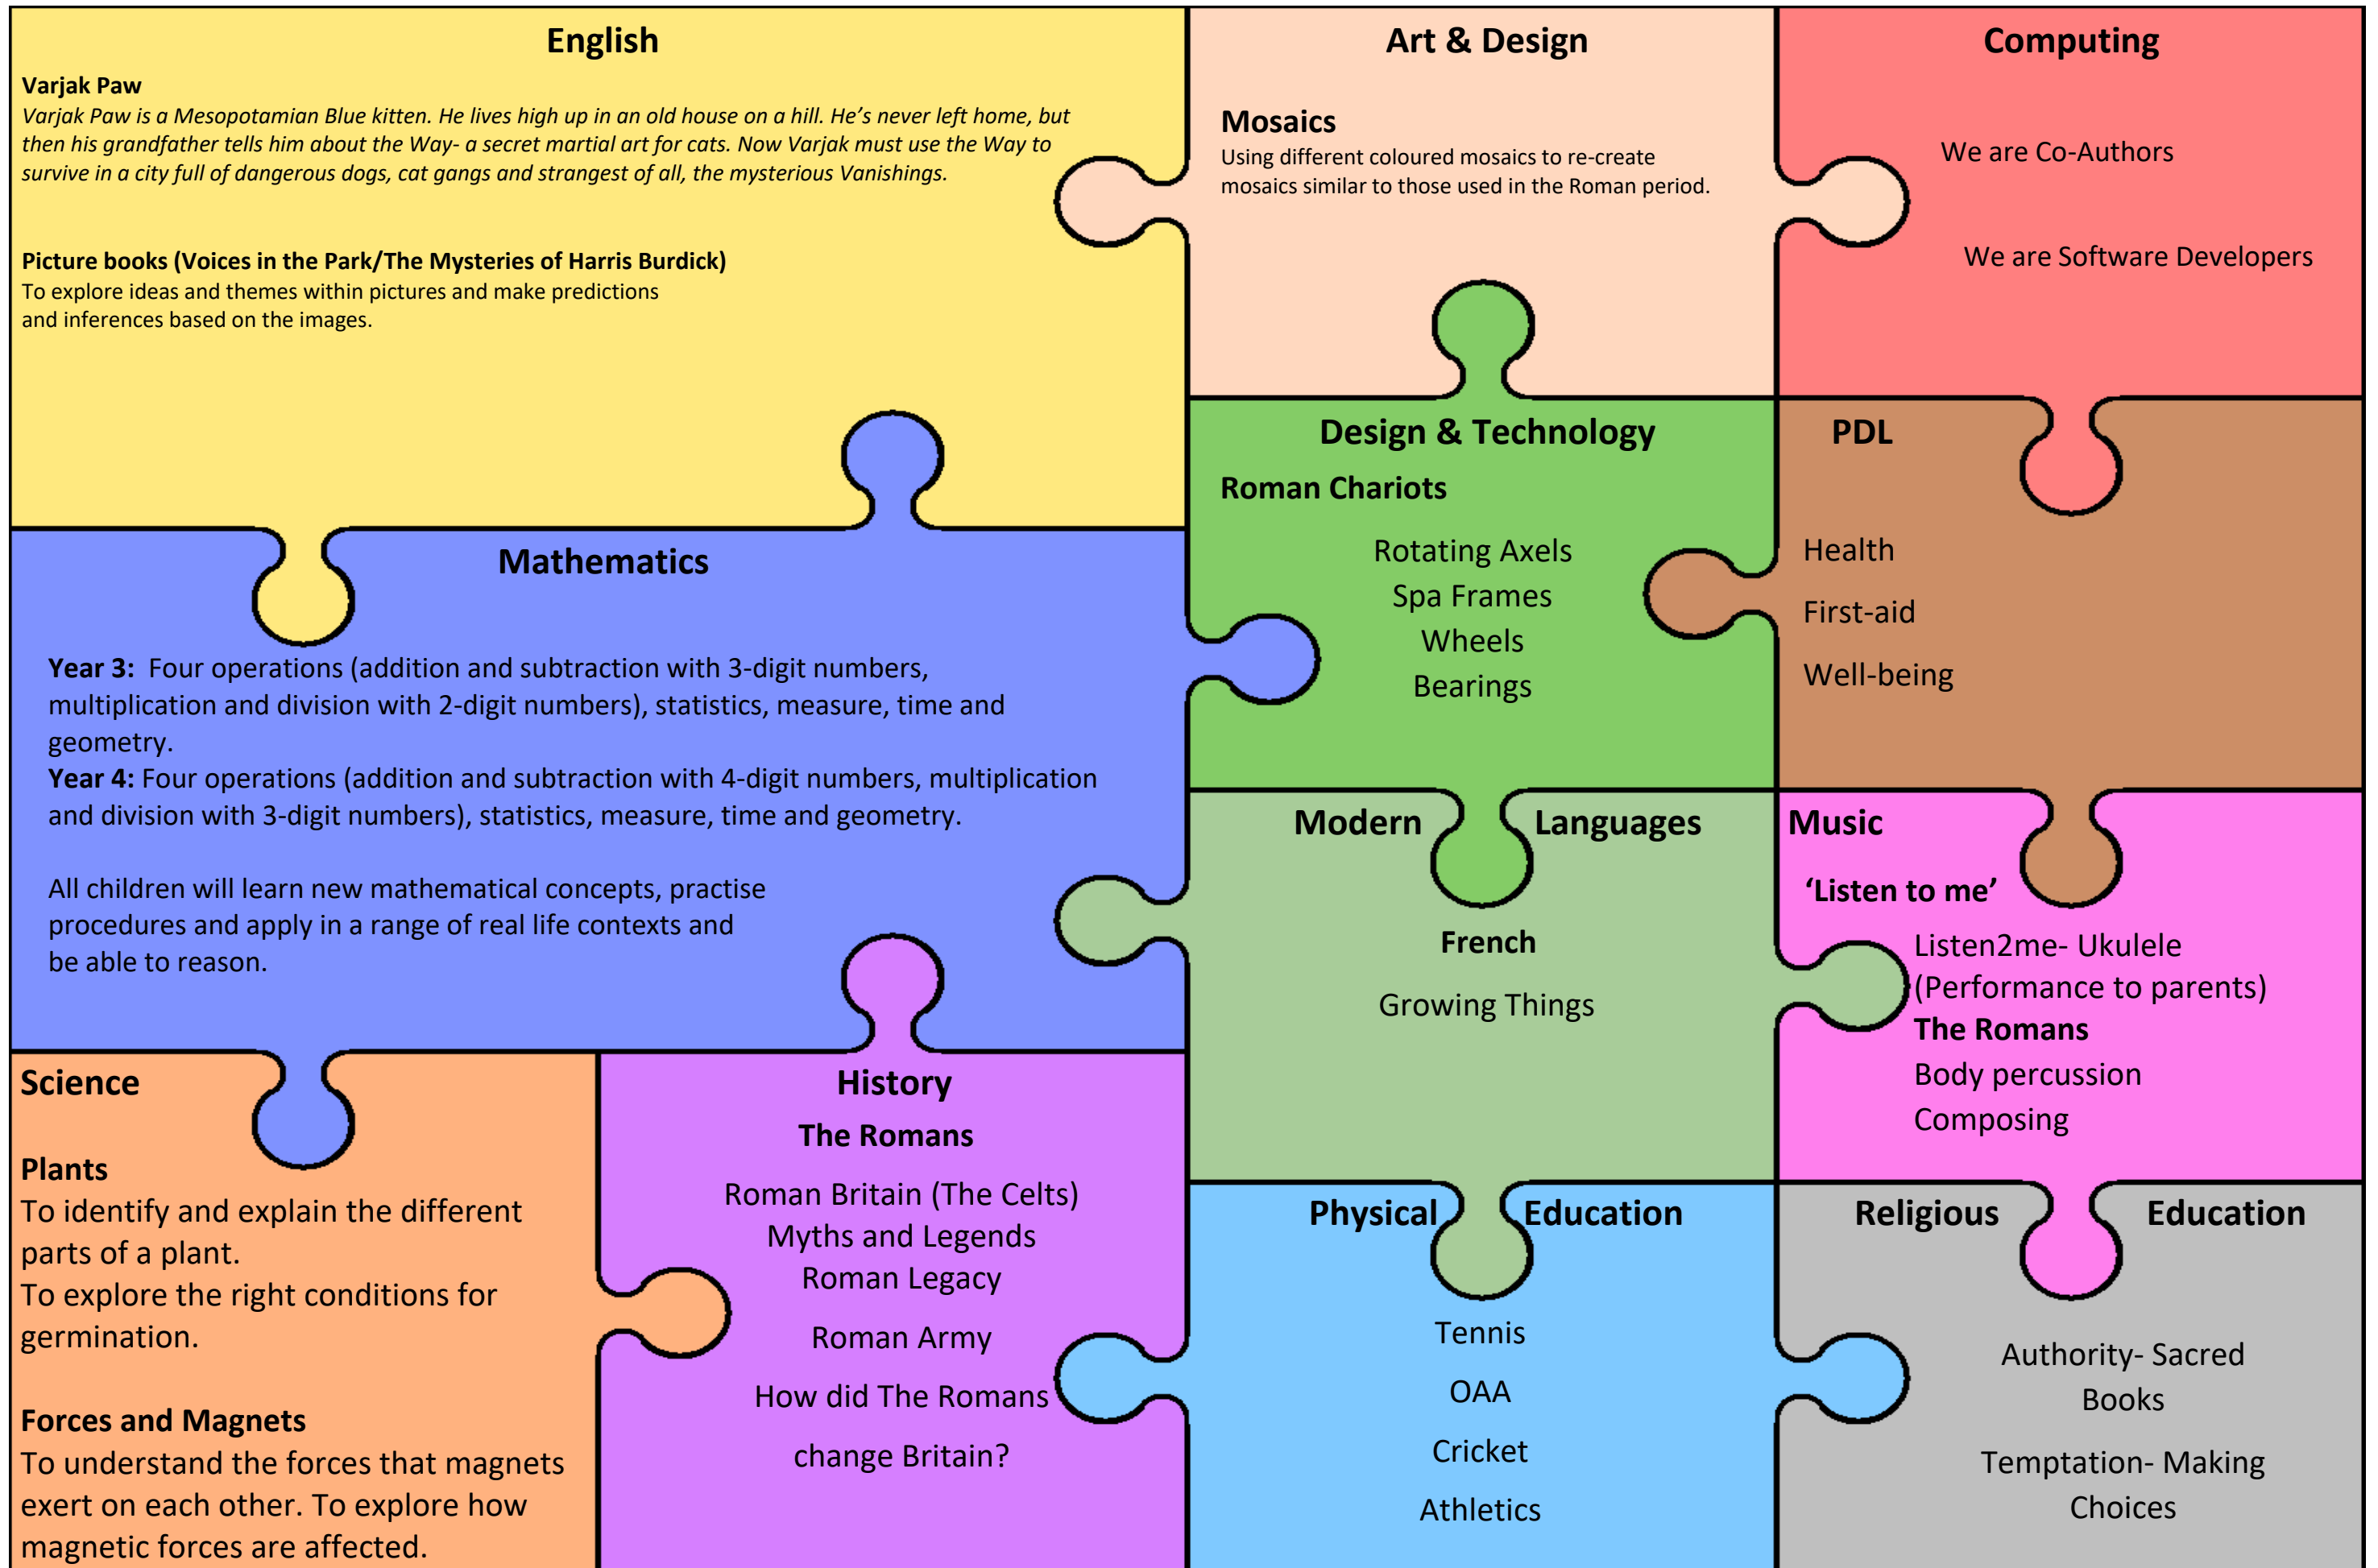 English
Varjak Paw
Varjak Paw is a Mesopotamian Blue kitten. He lives high up in an old house on a hill. He’s never left home, but
then his grandfather tells him about the Way- a secret martial art for cats. Now Varjak must use the Way to
survive in a city full of dangerous dogs, cat gangs and strangest of all, the mysterious Vanishings.
Picture books (Voices in the Park/The Mysteries of Harris Burdick)
To explore ideas and themes within pictures and make predictions
and inferences based on the images.
Art & Design
Mosaics
Using different coloured mosaics to re-create
mosaics similar to those used in the Roman period.
Computing
We are Co-Authors
We are Software Developers
Mathematics
Year 3: Four operations (addition and subtraction with 3-digit numbers,
multiplication and division with 2-digit numbers), statistics, measure, time and
geometry.
Year 4: Four operations (addition and subtraction with 4-digit numbers, multiplication
and division with 3-digit numbers), statistics, measure, time and geometry.
All children will learn new mathematical concepts, practise
procedures and apply in a range of real life contexts and
be able to reason.
Design & Technology
Roman Chariots
Rotating Axels
Spa Frames
Wheels
Bearings
PDL
Health
First-aid
Well-being
Modern Languages
French
Growing Things
Music
‘Listen to me’
Listen2me- Ukulele
(Performance to parents)
The Romans
Body percussion
Composing
Science
Plants
To identify and explain the different
parts of a plant.
To explore the right conditions for
germination.
Forces and Magnets
To understand the forces that magnets
exert on each other. To explore how
magnetic forces are affected.
History
The Romans
Roman Britain (The Celts)
Myths and Legends
Roman Legacy
Roman Army
How did The Romans
change Britain?
Physical Education
Tennis
OAA
Cricket
Athletics
Religious Education
Authority- Sacred
Books
Temptation- Making
Choices